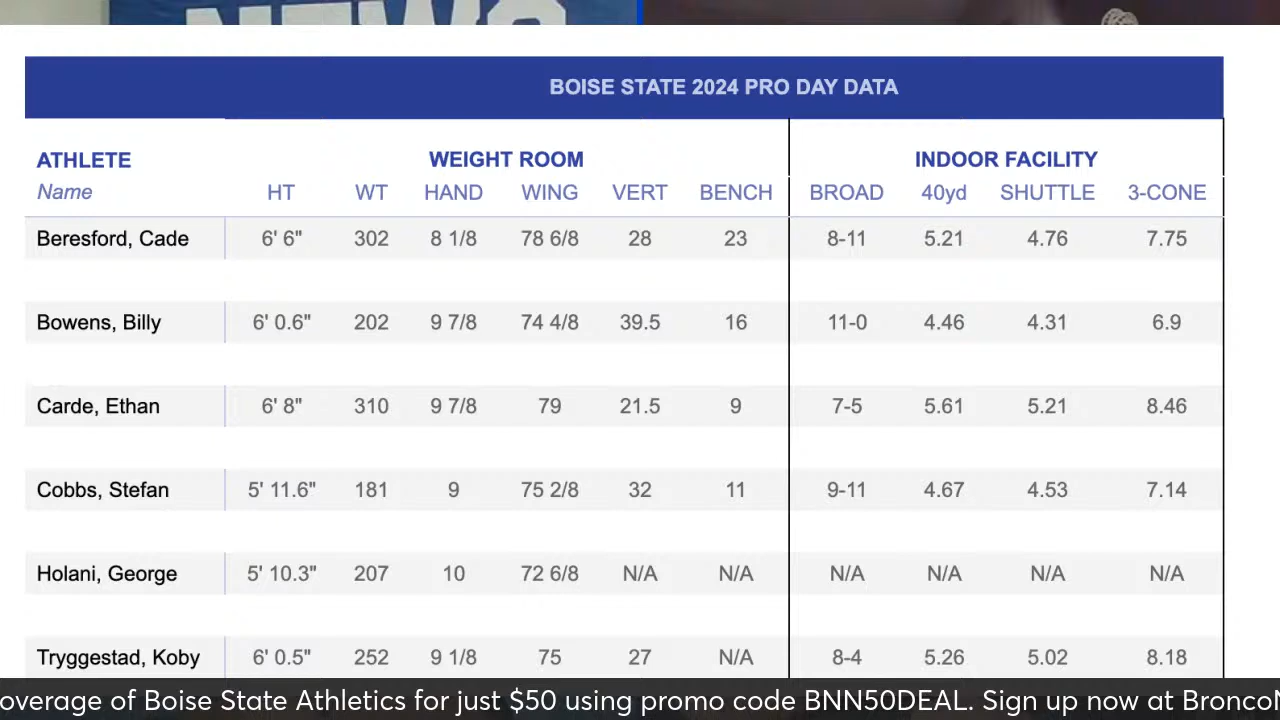 NEWS
BOISE STATE 2024 PRO DAY DATA
ATHLETE WEIGHT ROOM INDOOR FACILITY
Name HT WT HAND WING VERT BENCH BROAD 40yd SHUTTLE 3-CONE
Beresford, Cade 6' 6" 302 8 1/8 78 6/8 28 23 8-11 5.21 4.76 7.75
Bowens, Billy 6' 0.6" 202 9 7/8 74 4/8 39.5 16 11-0 4.46 4.31 6.9
Carde, Ethan 6' 8" 310 9 7/8 79 21.5 9 7-5 5.61 5.21 8.46
Cobbs, Stefan 5' 11.6" 181 9 75 2/8 32 11 9-11 4.67 4.53 7.14
Holani, George 5' 10.3" 207 10 72 6/8 N/A N/A N/A N/A N/A N/A
Tryggestad, Koby 6' 0.5" 252 9 1/8 75 27 N/A 8-4 5.26 5.02 8.18
overage of Boise State Athletics for just $50 using promo code BNN50DEAL. Sign up now at BroncoN